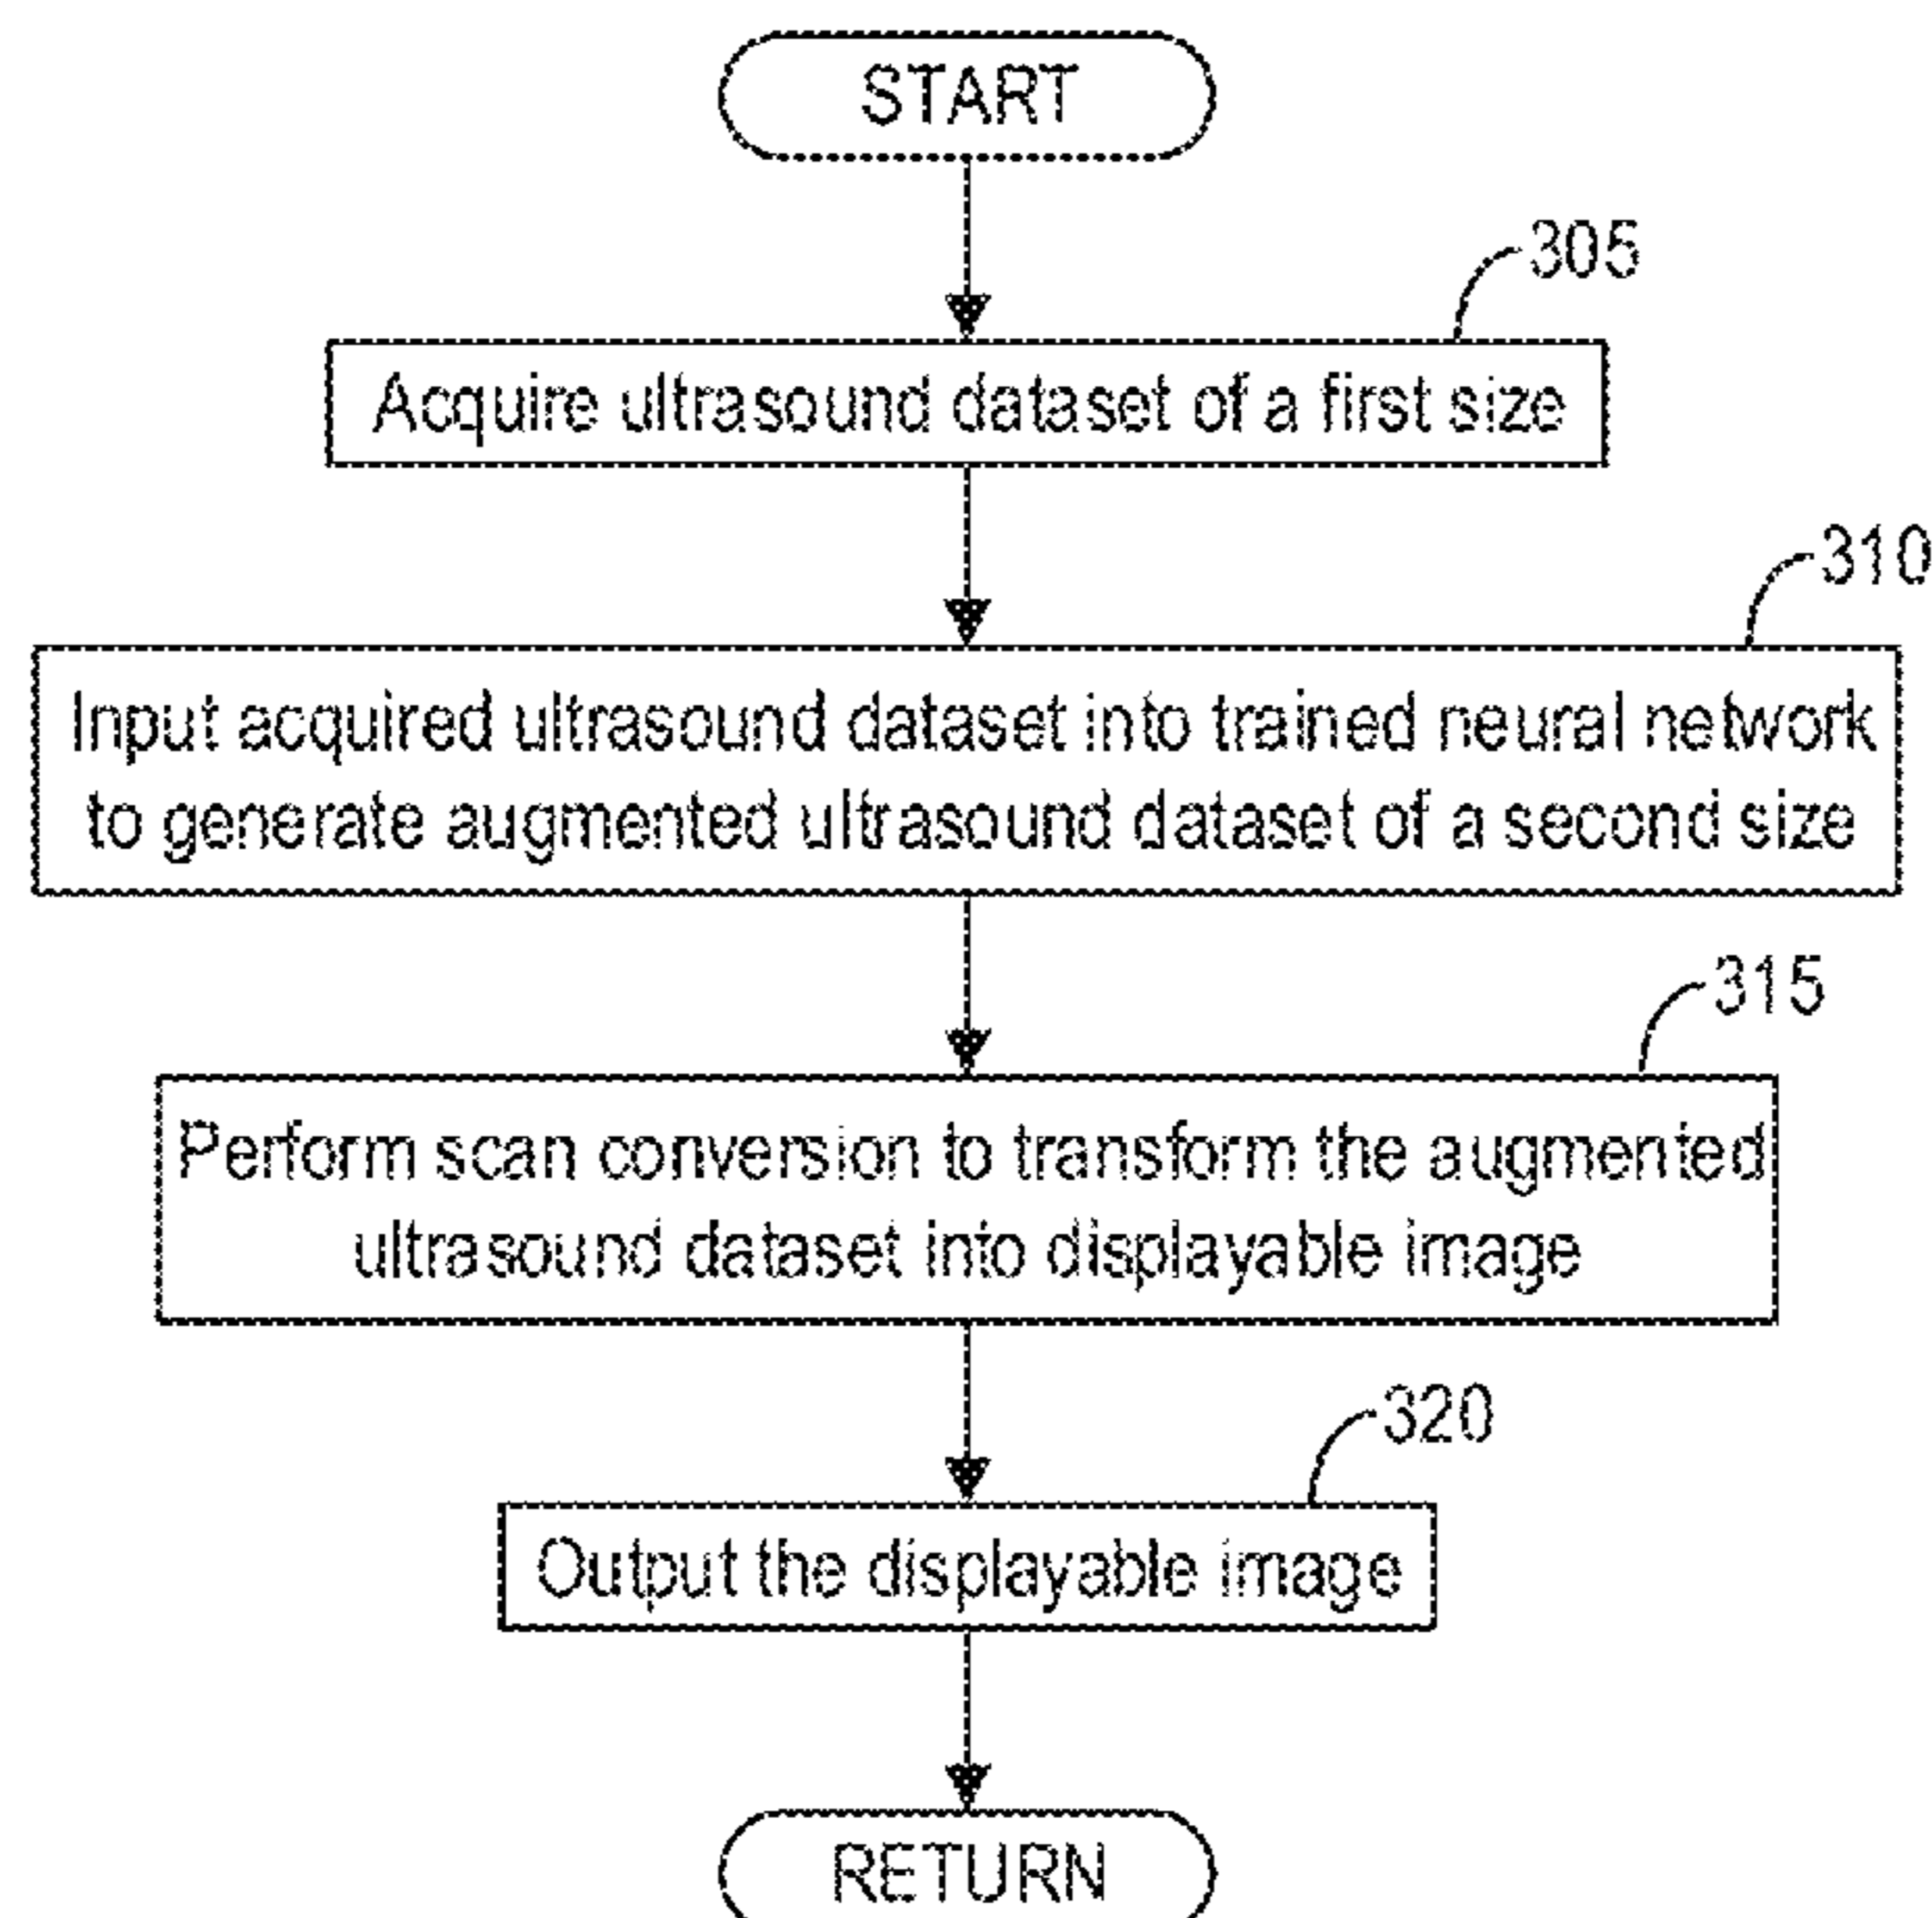 START
305
Acquire ultrasound dataset of a first size
310
Input acquired ultrasound dataset into trained neural network
to generate augmented ultrasound dataset of a second size
315
Perform scan conversion to transform the augmented
ultrasound dataset into displayable image
320
Output the displayable image
RETURN